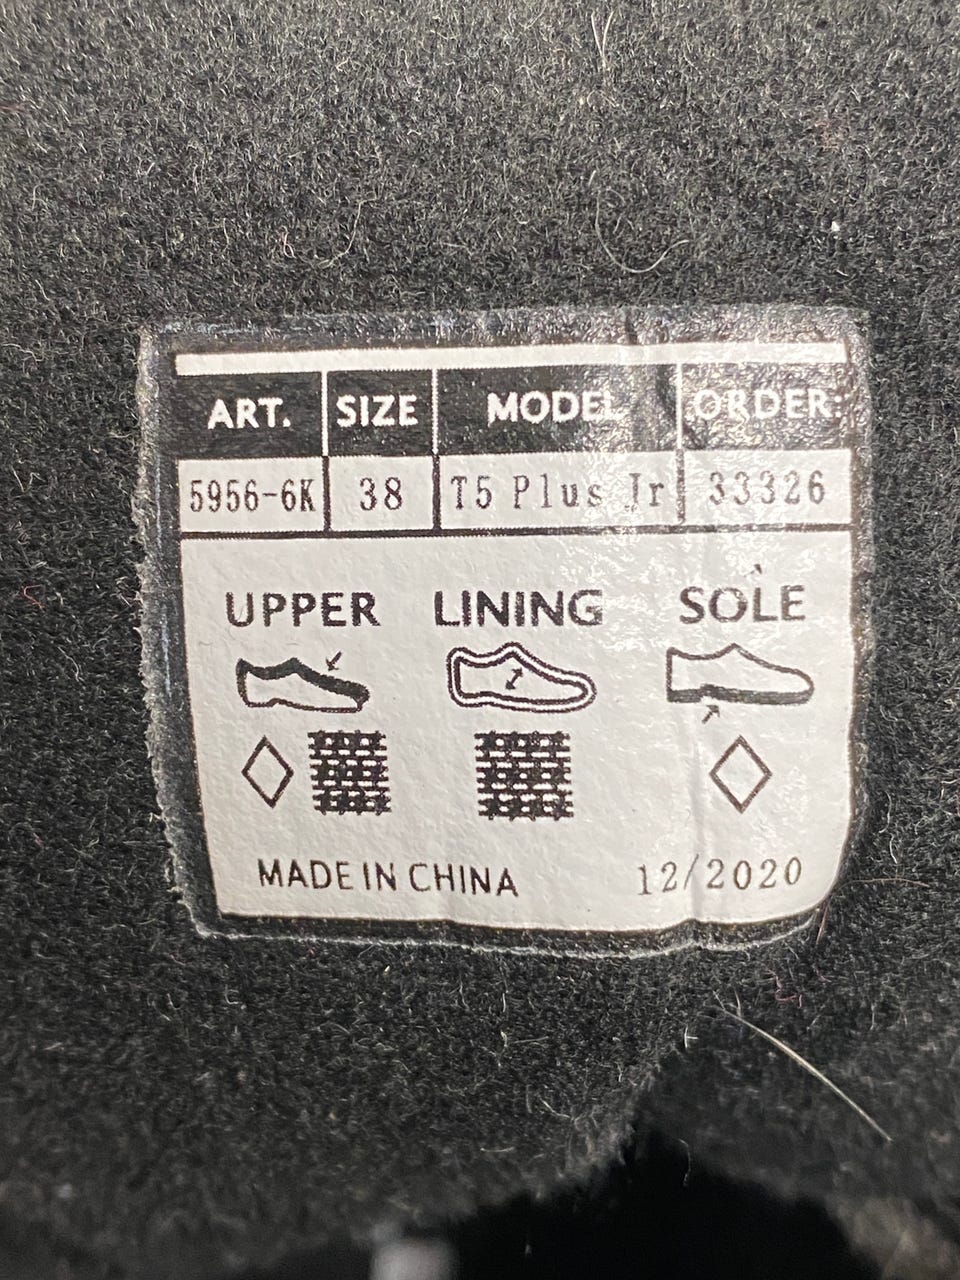 ART. SIZE MODEL ORDER:
5956-6K 38 T5 Plus Jr 33326
UPPER LINING SOLE
MADE IN CHINA 12/2020